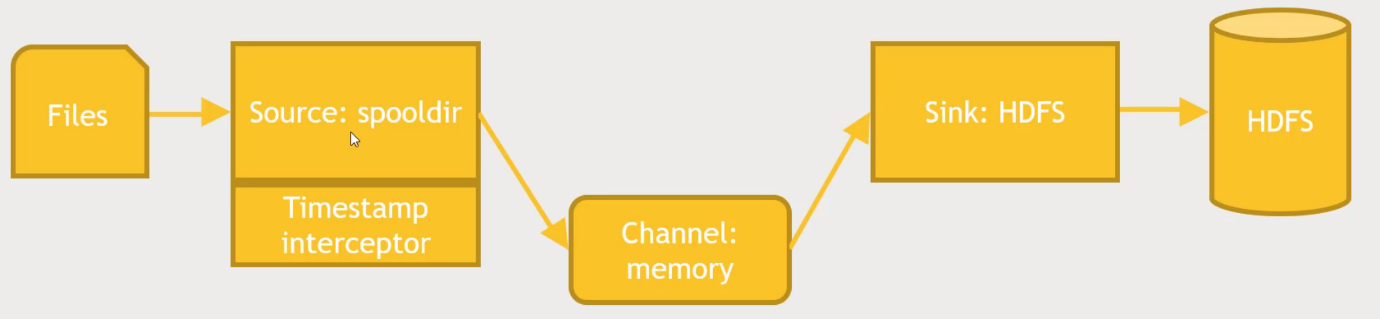 Files
Source: spooldir
Timestamp
interceptor
Channel:
memory
Sink: HDFS
HDFS